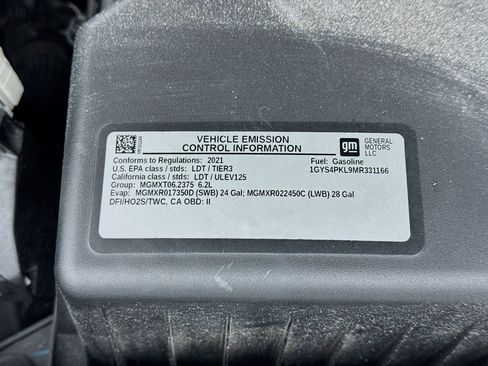 VEHICLE EMISSION
CONTROL INFORMATION
gm
GENERAL
MOTORS
LLC
Conforms to Regulations: 2021
Fuel: Gasoline
U.S. EPA class / stds: LDT / TIER3
1GYS4PKL9MR331166
California class / stds: LDT / ULEV125
Group: MGMXT06.2375 6.2L
Evap: MGMXR017350D (SWB) 24 Gal; MGMXR022450C (LWB) 28 Gal
DFI/HO2S/TWC, CA OBD: II